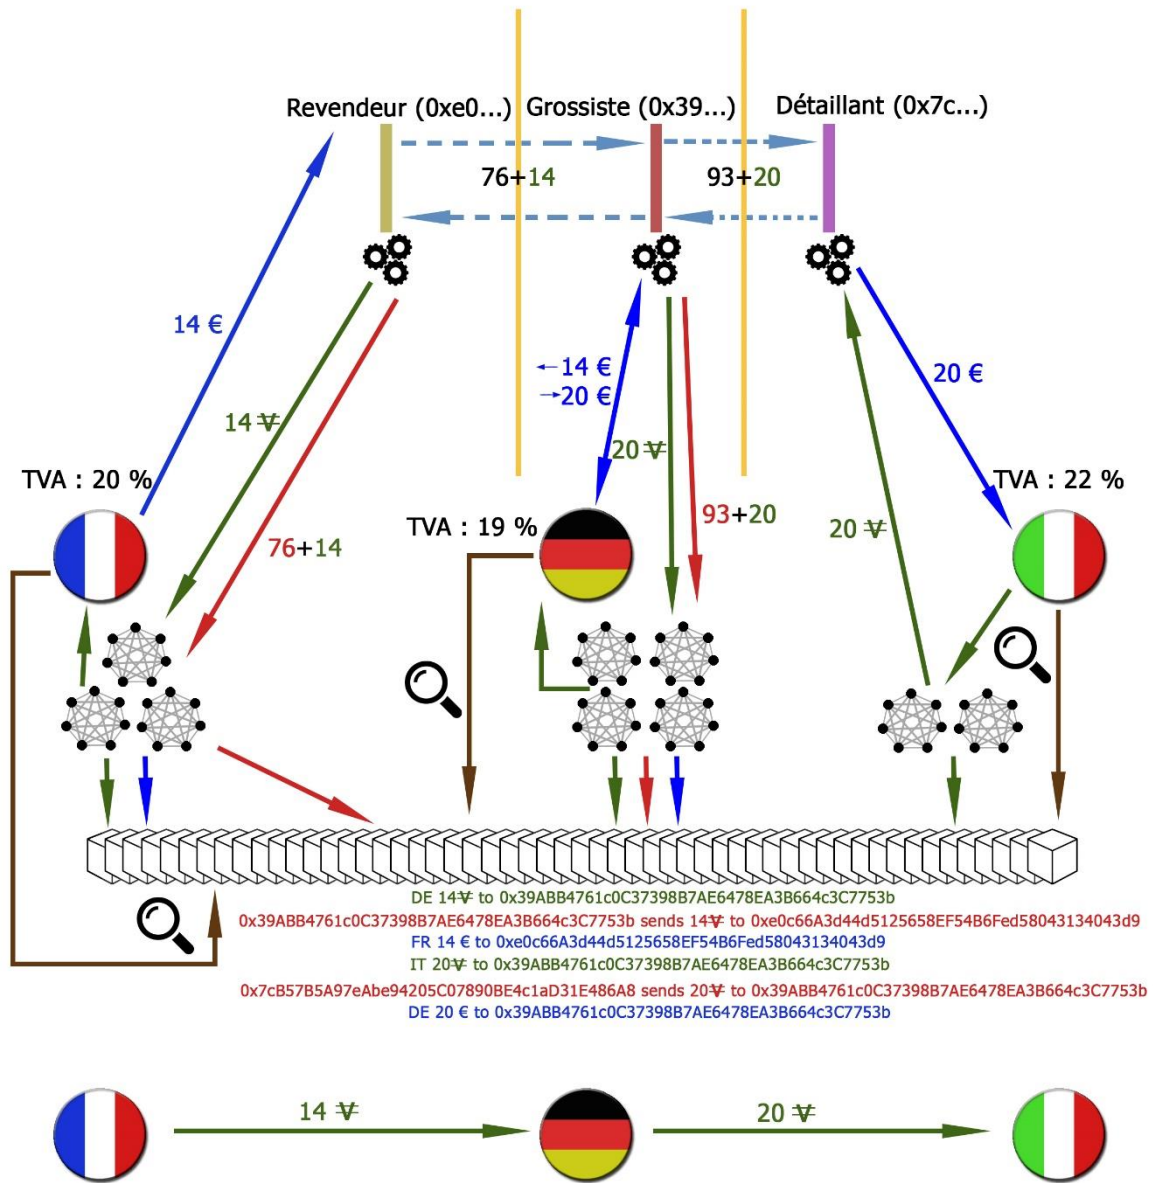 Revendeur (0xe0...) Grossiste (0x39...) Détaillant (0x7c...)
76+14 93+20
14 €
←14 €
→20 €
20 €
14 ₩
20 ₩
TVA : 20 %
TVA : 19 %
TVA : 22 %
93+20
20 ₩
76+14
DE 14₩ to 0x39ABB4761c0C37398B7AE6478EA3B664c3C7753b
0x39ABB4761c0C37398B7AE6478EA3B664c3C7753b sends 14₩ to 0xe0c66A3d44d5125658EF54B6Fed58043134043d9
FR 14 € to 0xe0c66A3d44d5125658EF54B6Fed58043134043d9
IT 20₩ to 0x39ABB4761c0C37398B7AE6478EA3B664c3C7753b
0x7cB57B5A97eAbe94205C07890BE4c1aD31E486A8 sends 20₩ to 0x39ABB4761c0C37398B7AE6478EA3B664c3C7753b
DE 20 € to 0x39ABB4761c0C37398B7AE6478EA3B664c3C7753b
14 ₩
20 ₩